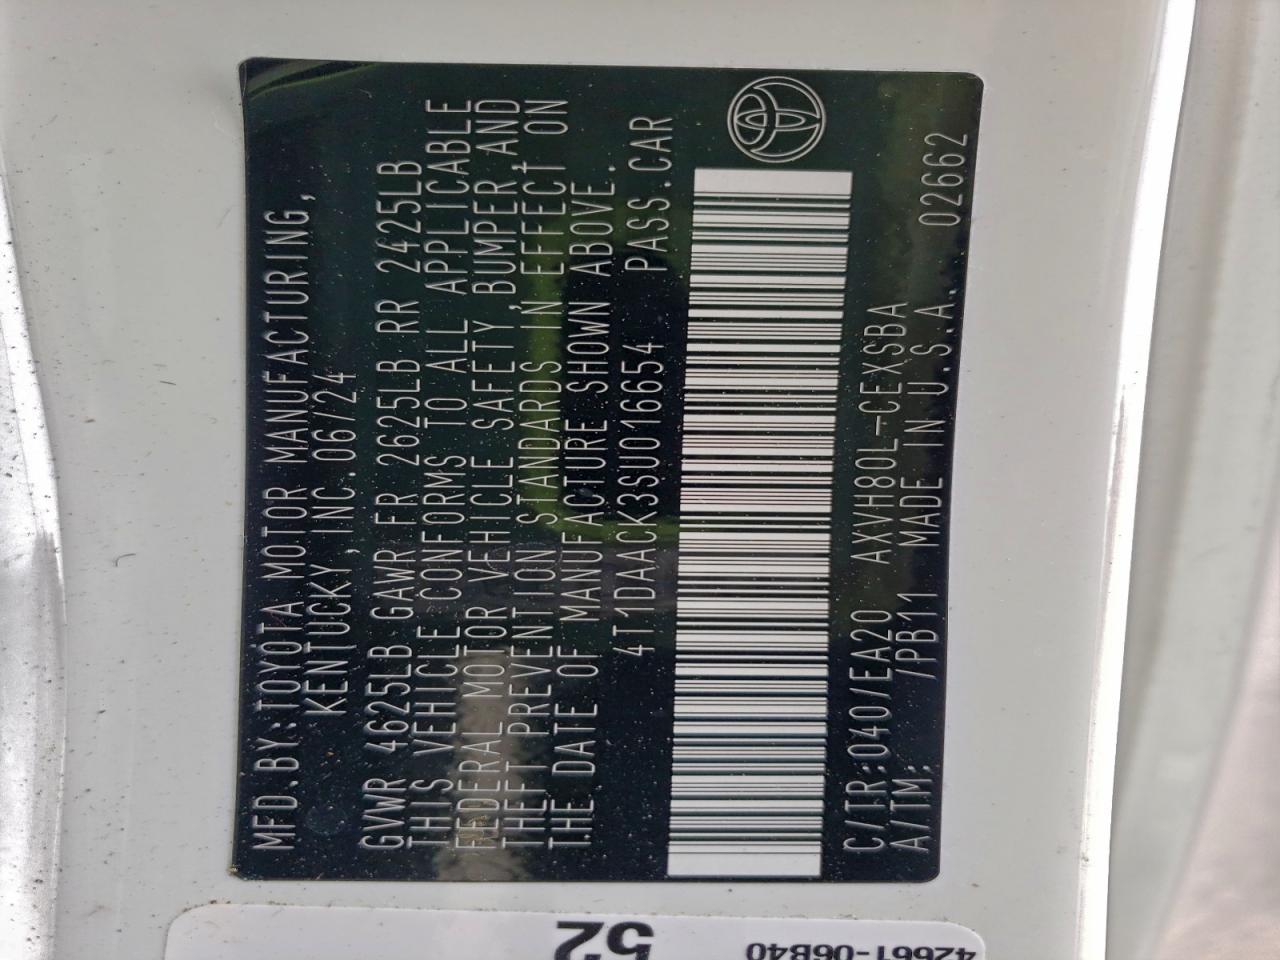 MFD.BY:TOYOTA MOTOR MANUFACTURING,
KENTUCKY,INC.06/24
GVWR 4625LB GAWR FR 2625LB RR 2425LB
THIS VEHICLE CONFORMS TO ALL APPLICABLE
FEDERAL MOTOR VEHICLE SAFETY,BUMPER,AND
THEFT PREVENTION STANDARDS IN EFFECT ON
THE DATE OF MANUFACTURE SHOWN ABOVE.
4T1DAACK3SU016654 PASS.CAR
C/TR:040/EA20 AXVH80L-CEXSBA
A/TM: /PB11 MADE IN U.S.A. 02662
52
42661-06B40